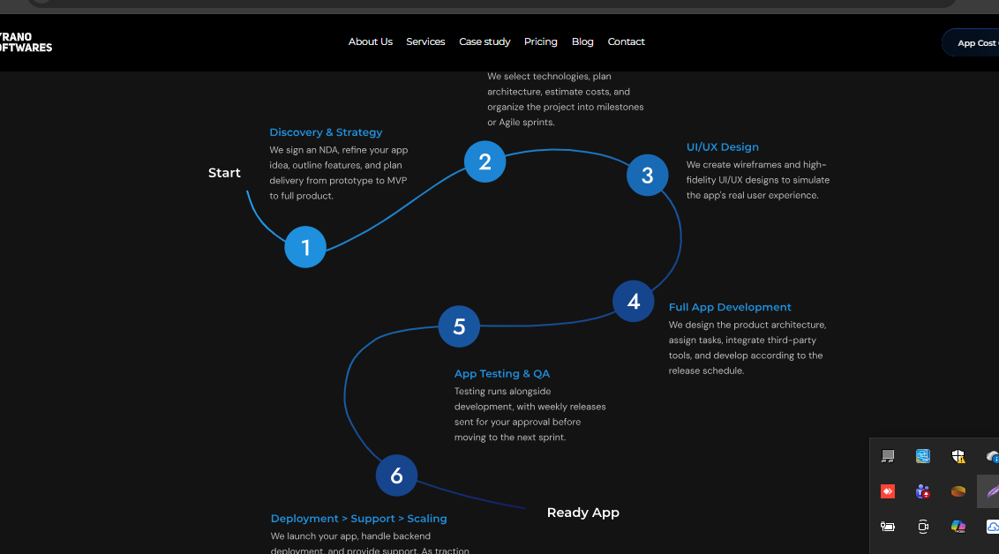 YRANO
OFTWARES
About Us
Services
Case study
Pricing
Blog
Contact
App Cost
We select technologies, plan
architecture, estimate costs, and
organize the project into milestones
or Agile sprints.
Discovery & Strategy
We sign an NDA, refine your app
idea, outline features, and plan
delivery from prototype to MVP
to full product.
Start
1
2
3
UI/UX Design
We create wireframes and high-
fidelity UI/UX designs to simulate
the app's real user experience.
4
Full App Development
We design the product architecture,
assign tasks, integrate third-party
tools, and develop according to the
release schedule.
5
App Testing & QA
Testing runs alongside
development, with weekly releases
sent for your approval before
moving to the next sprint.
6
Ready App
Deployment > Support > Scaling
We launch your app, handle backend
deployment, and provide support. As traction